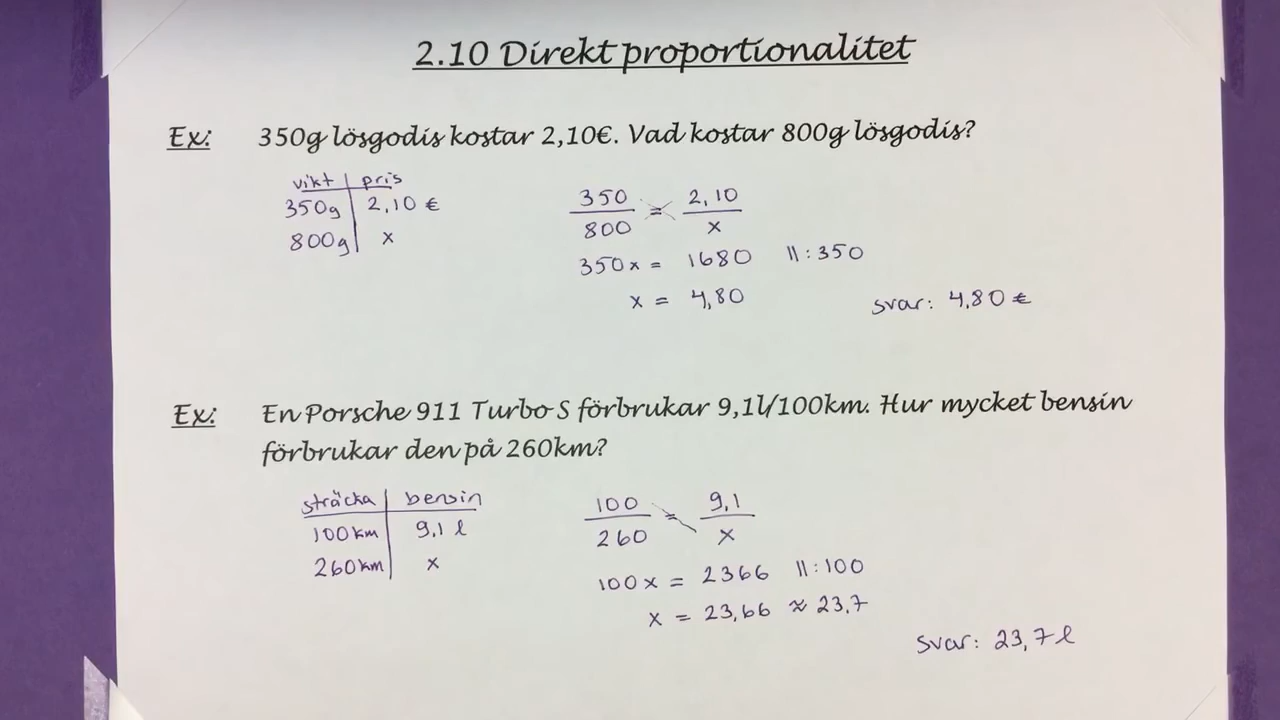 2.10 Direkt proportionalitet
Ex: 350g lösgodis kostar 2,10€. Vad kostar 800g lösgodis?
vikt | pris
350g | 2,10 €
800g | x
350/800 = 2,10/x
350x = 1680 ||:350
x = 4,80
svar: 4,80 €
Ex: En Porsche 911 Turbo S förbrukar 9,1l/100km. Hur mycket bensin
förbrukar den på 260km?
sträcka | bensin
100km | 9,1 l
260km | x
100/260 = 9,1/x
100x = 2366 ||:100
x = 23,66 ≈ 23,7
svar: 23,7 l